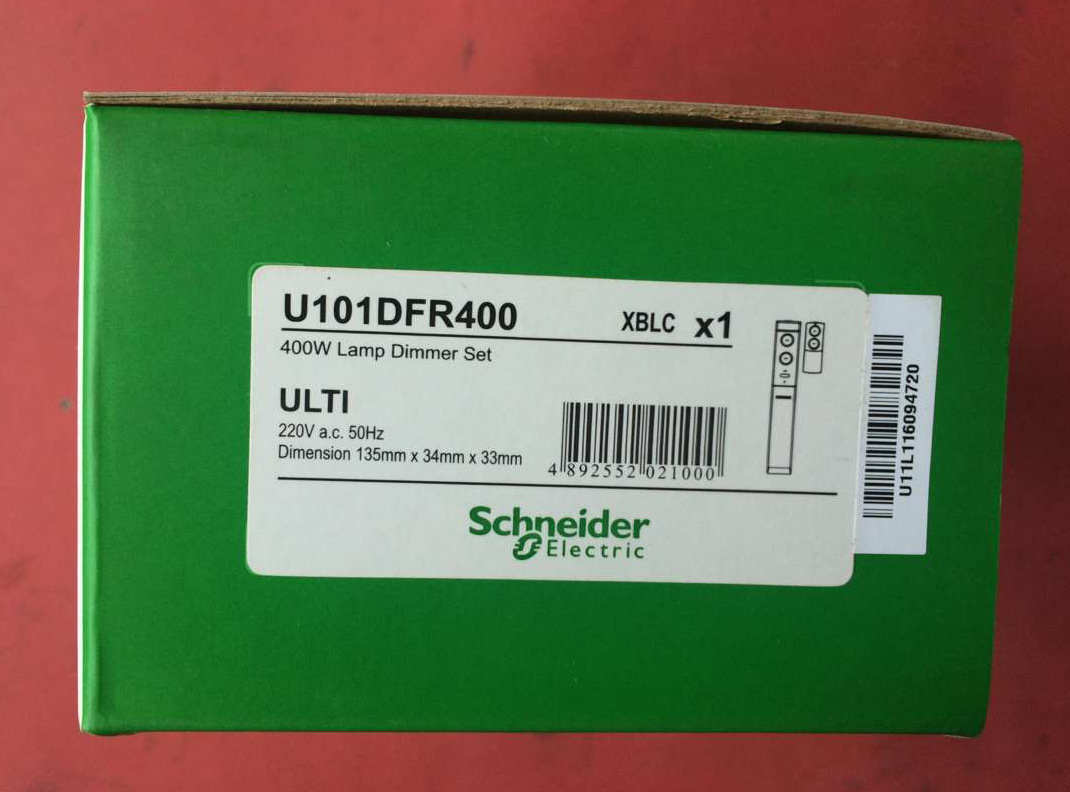 U101DFR400 XBLC x1
400W Lamp Dimmer Set
ULTI
220V a.c. 50Hz
Dimension 135mm x 34mm x 33mm
4 892552 021000
Schneider
Electric
U11L116094720